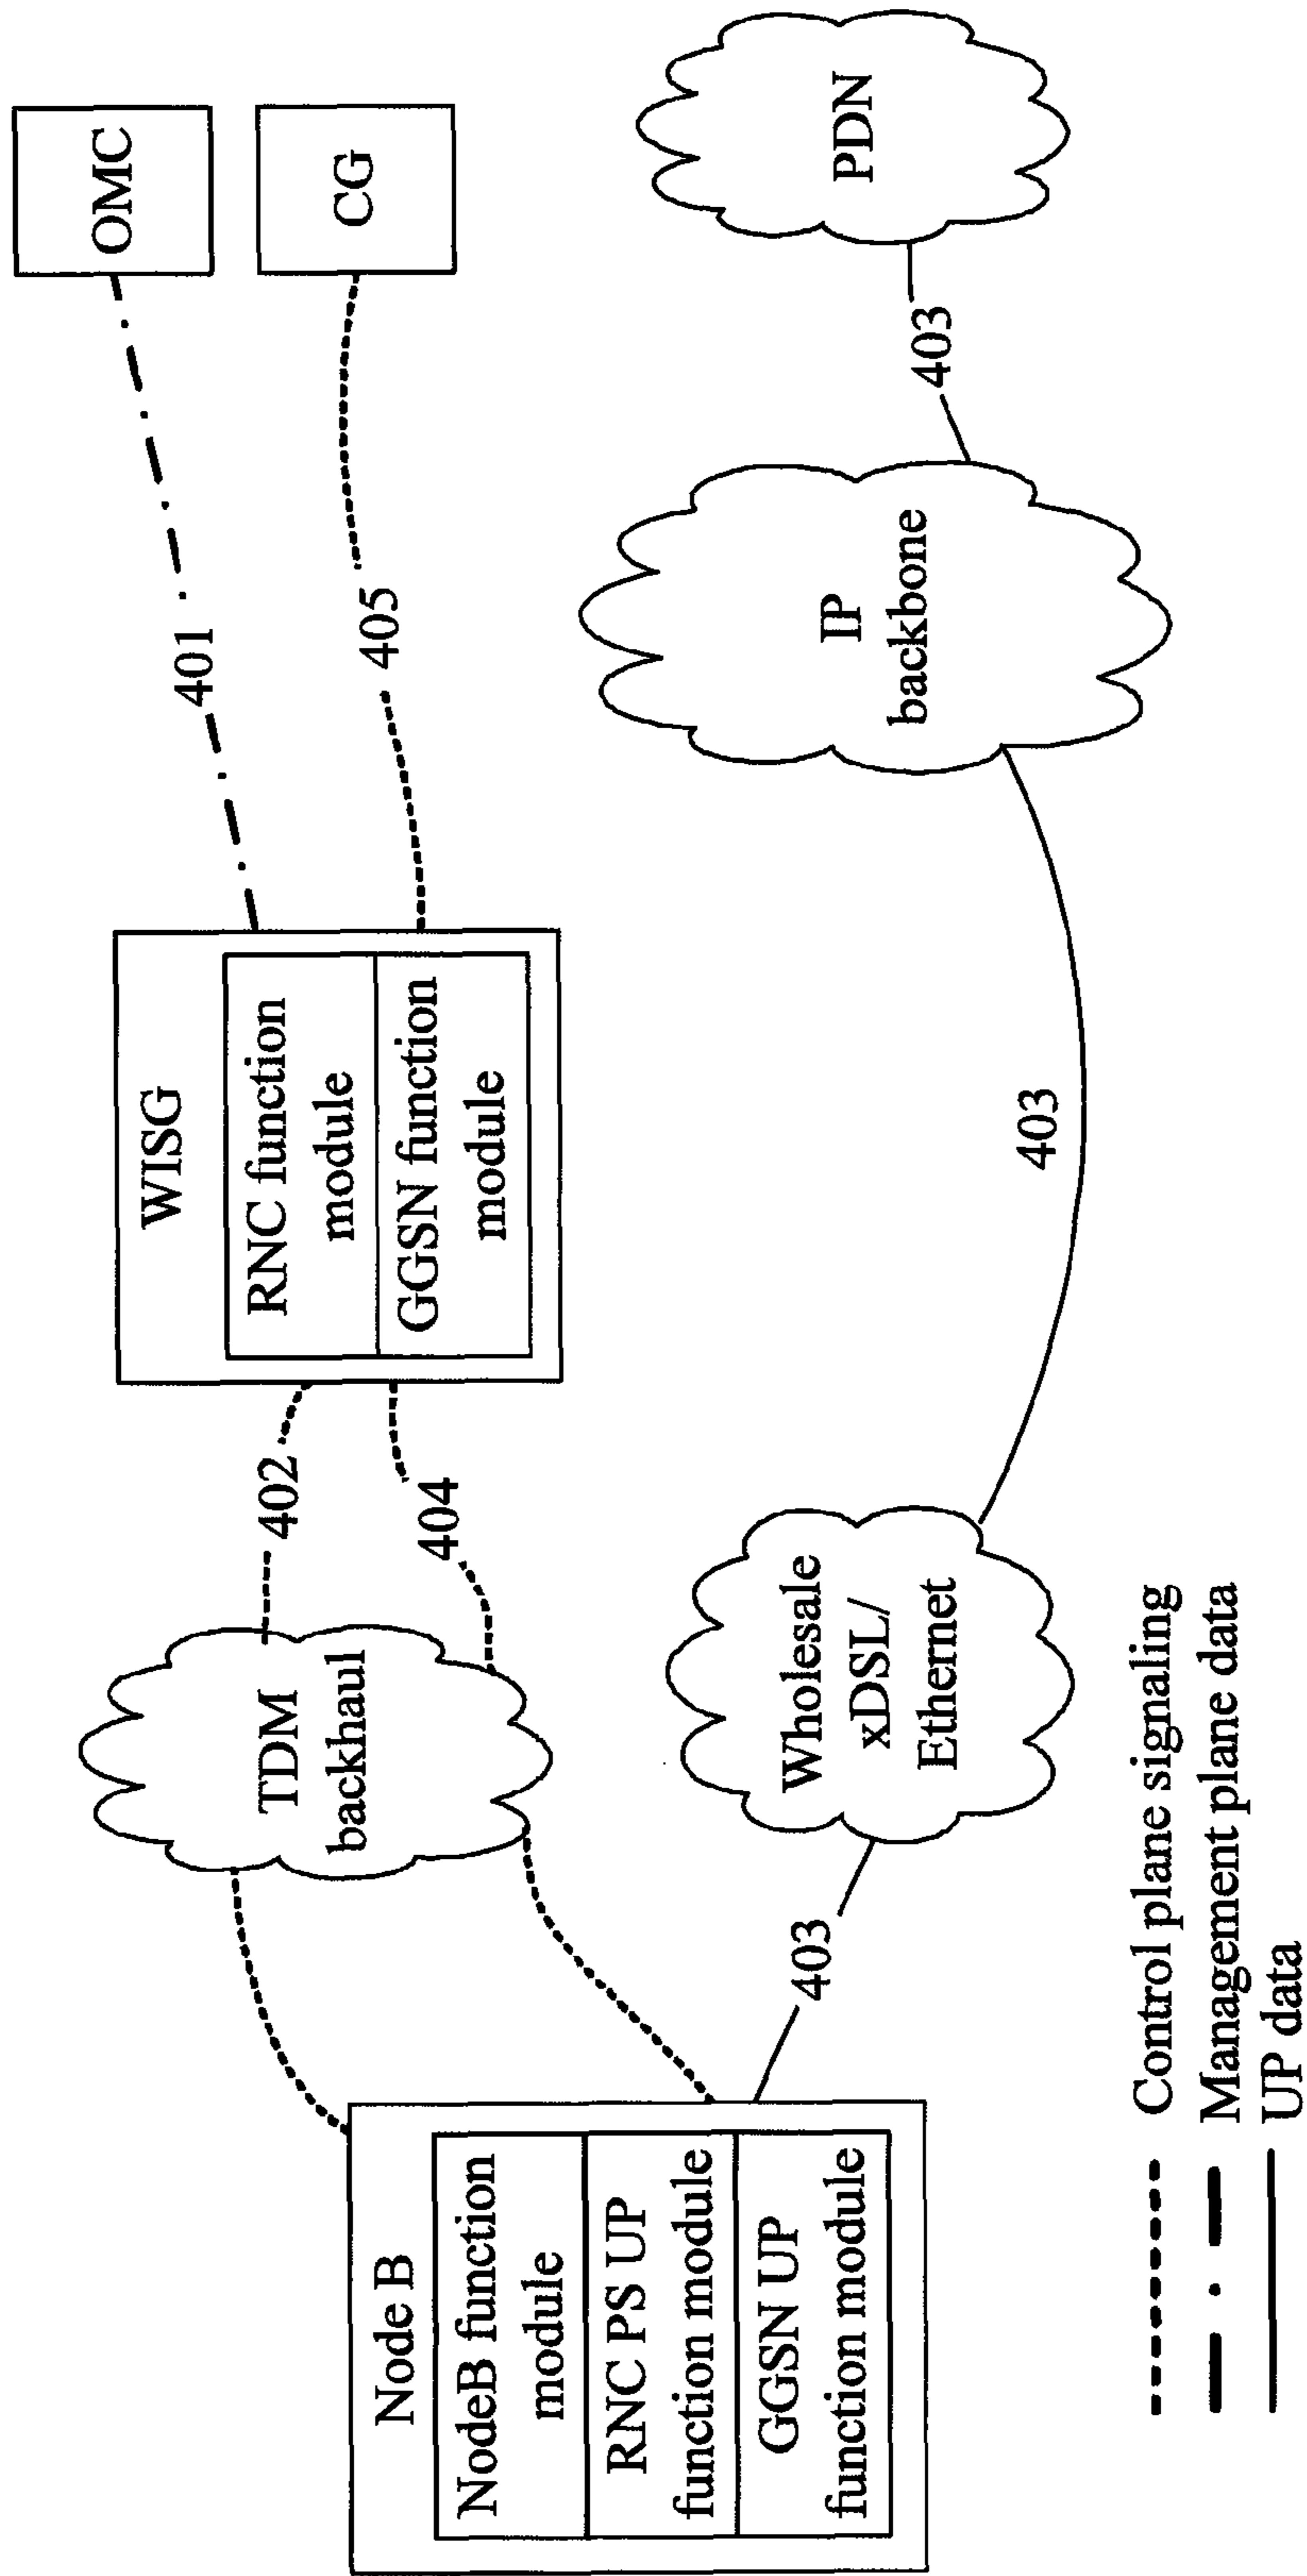 Node B
NodeB function
module
RNC PS UP
function module
GGSN UP
function module
TDM
backhaul
402
404
WISG
RNC function
module
GGSN function
module
401
405
OMC
CG
403
Wholesale
xDSL/
Ethernet
403
IP
backbone
403
PDN
Control plane signaling
Management plane data
UP data